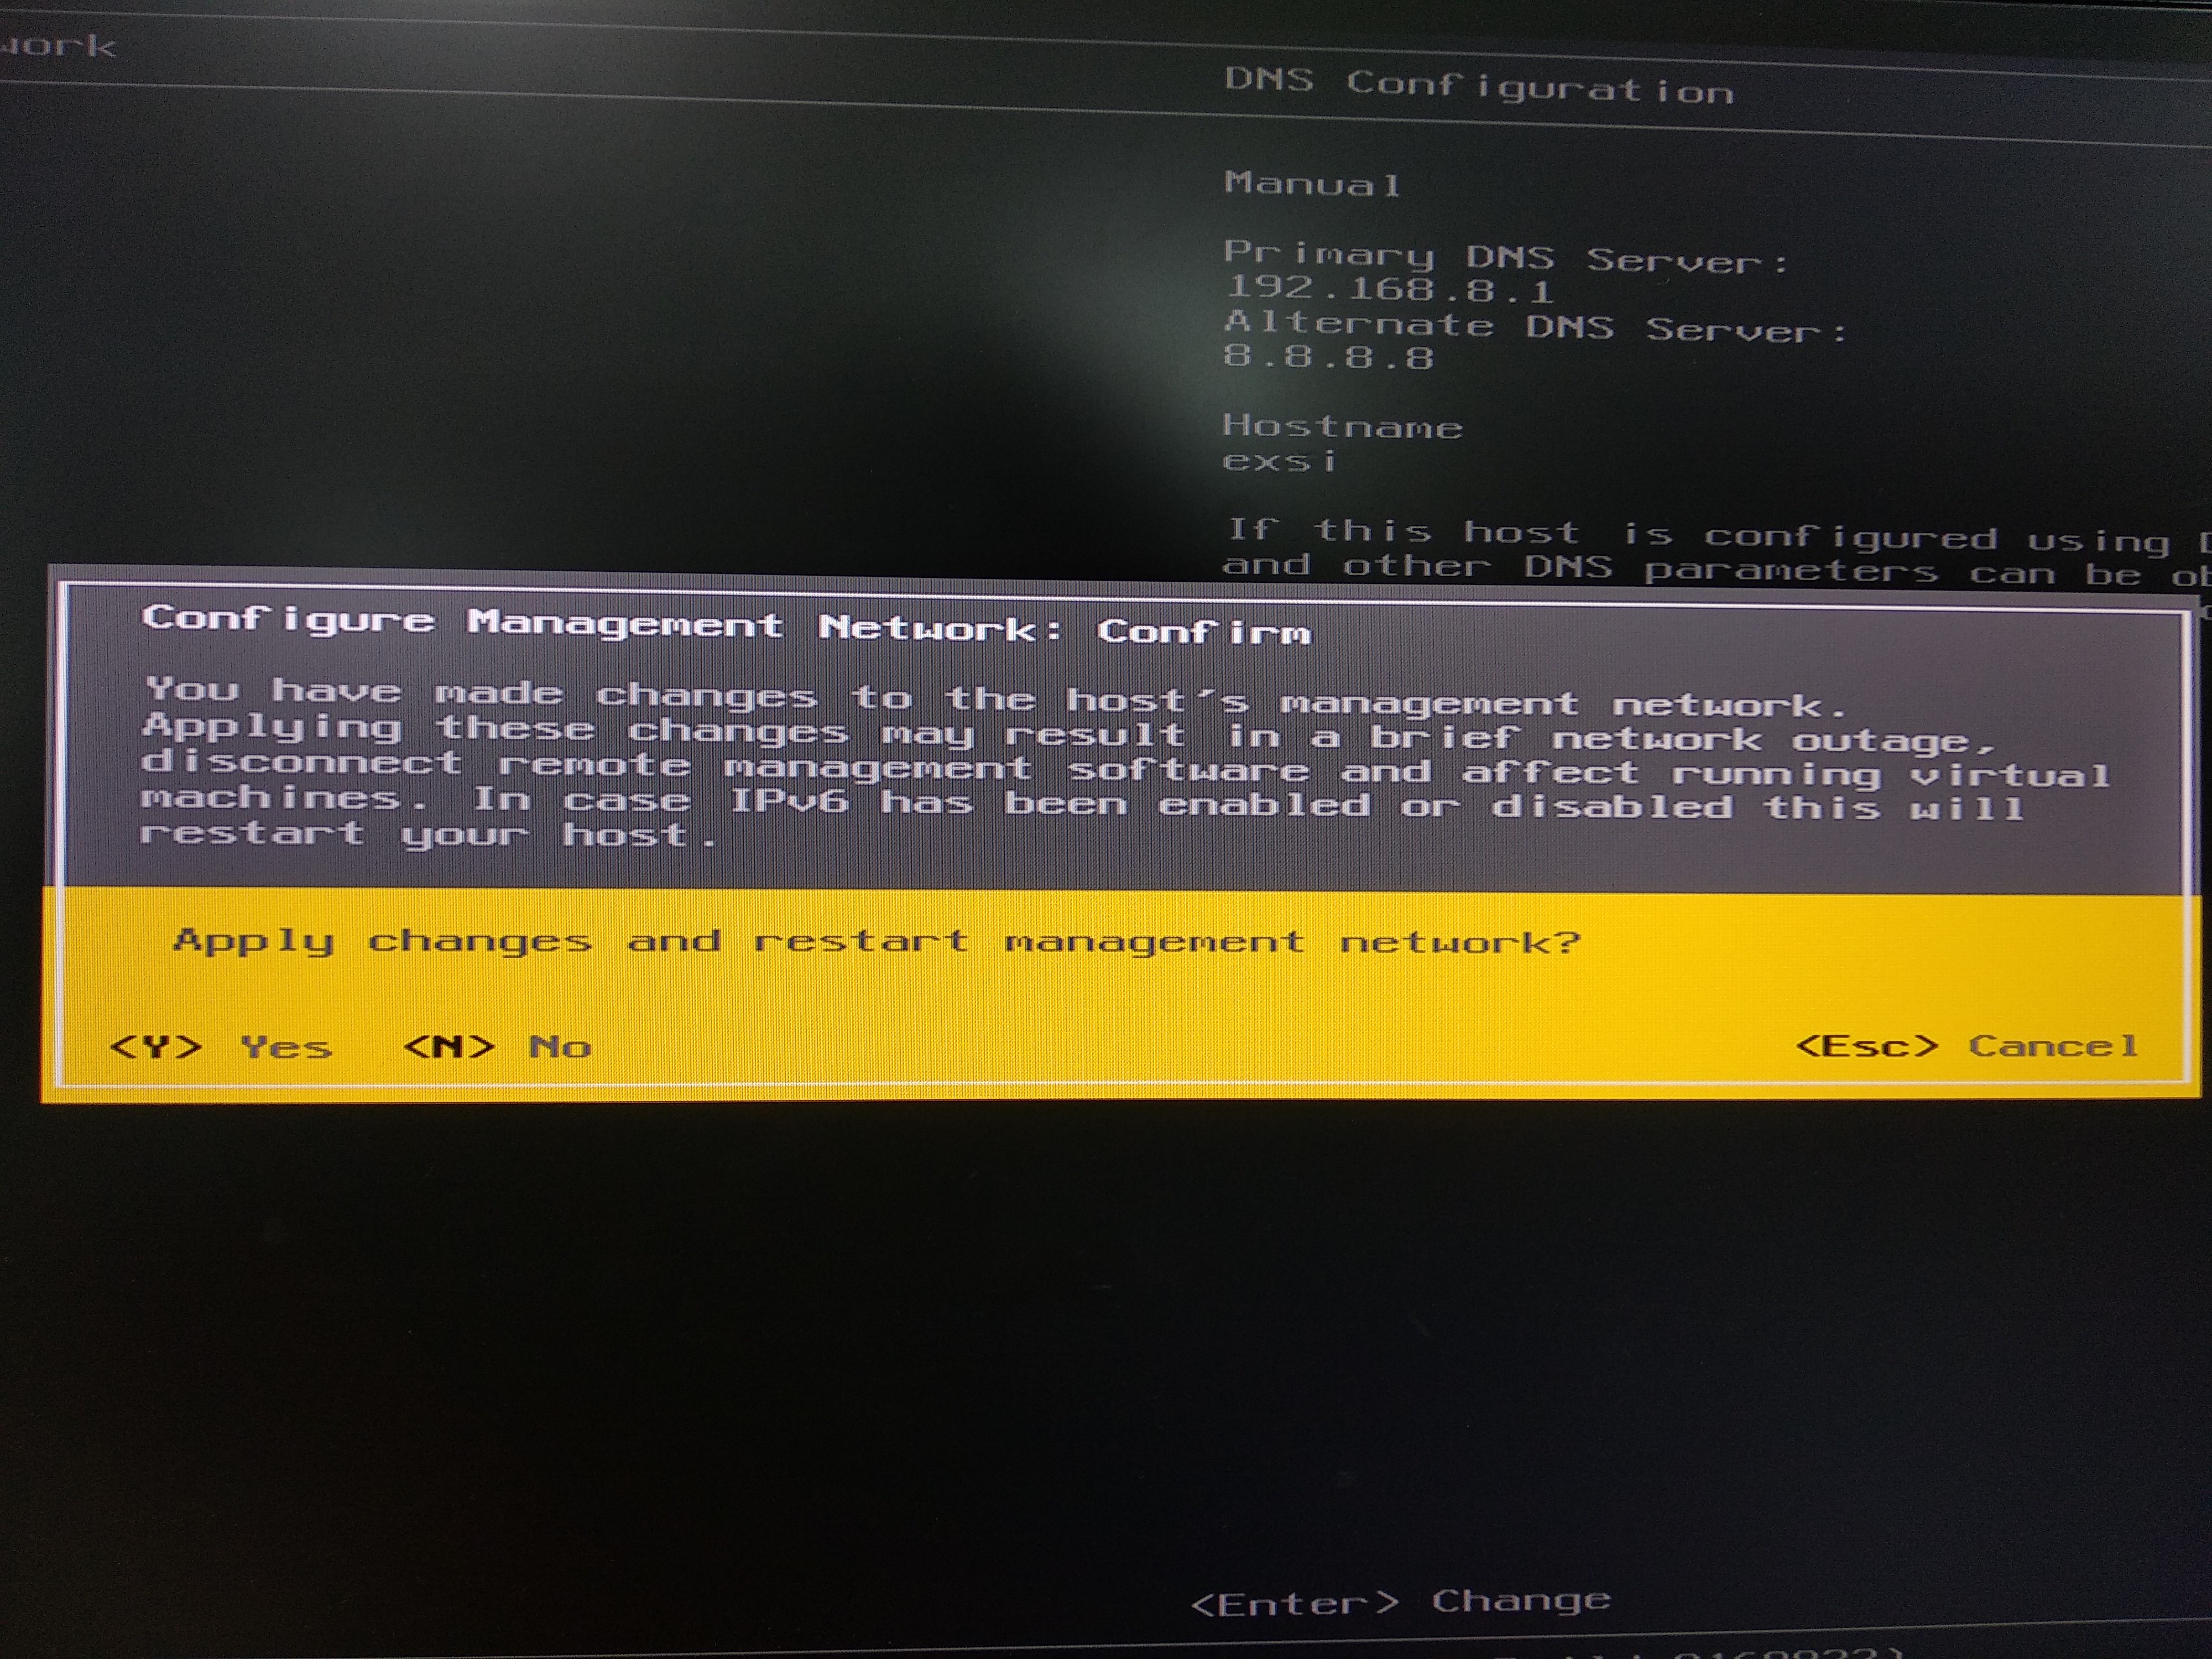 DNS Configuration
Manual
Primary DNS Server:
192.168.8.1
Alternate DNS Server:
8.8.8.8
Hostname
exsi
If this host is configured using
and other DNS parameters can be
Configure Management Network: Confirm
You have made changes to the host's management network.
Applying these changes may result in a brief network outage,
disconnect remote management software and affect running virtual
machines. In case IPv6 has been enabled or disabled this will
restart your host.
Apply changes and restart management network?
<Y> Yes <N> No <Esc> Cancel
<Enter> Change